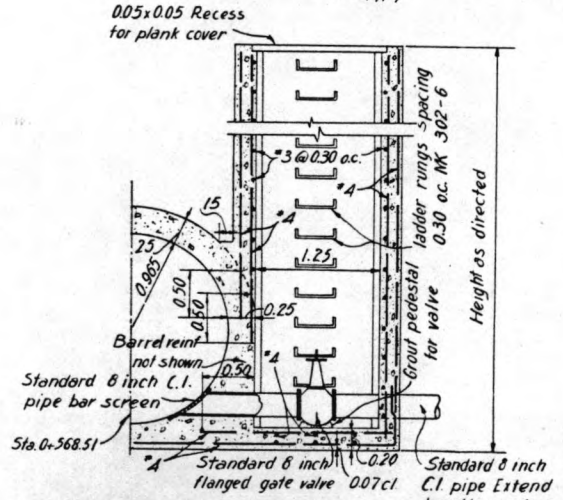 0.05x0.05 Recess
for plank cover
#3 @ 0.30 o.c.
#4
ladder rungs Spacing
0.30 o.c. MK 302-6
Height as directed
15
#4
.25
0.965
1.25
0.50
0.50
0.25
Grout pedestal
for valve
Barrel reinf
not shown
0.50
#4
Standard 8 inch C.I.
pipe bar screen
Sta. 0+568.51
#4
Standard 8 inch
flanged gate valve
0.07cl.
0.20
Standard 8 inch
C.I. pipe Extend